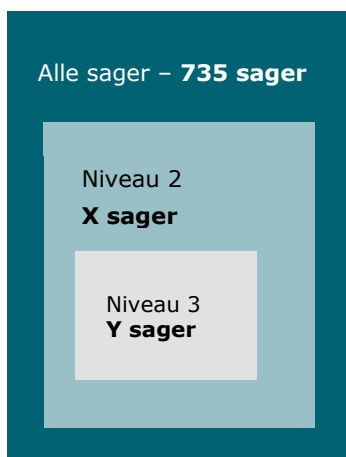 Alle sager – 735 sager
Niveau 2
X sager
Niveau 3
Y sager